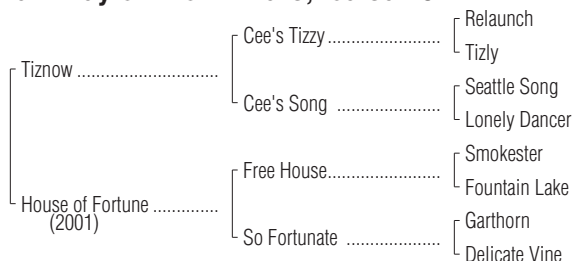 Relaunch
Cee's Tizzy ........................
Tizly
Tiznow ..............................
Seattle Song
Cee's Song ......................
Lonely Dancer
Smokester
Free House........................
Fountain Lake
House of Fortune ..............
(2001)
Garthorn
So Fortunate ....................
Delicate Vine